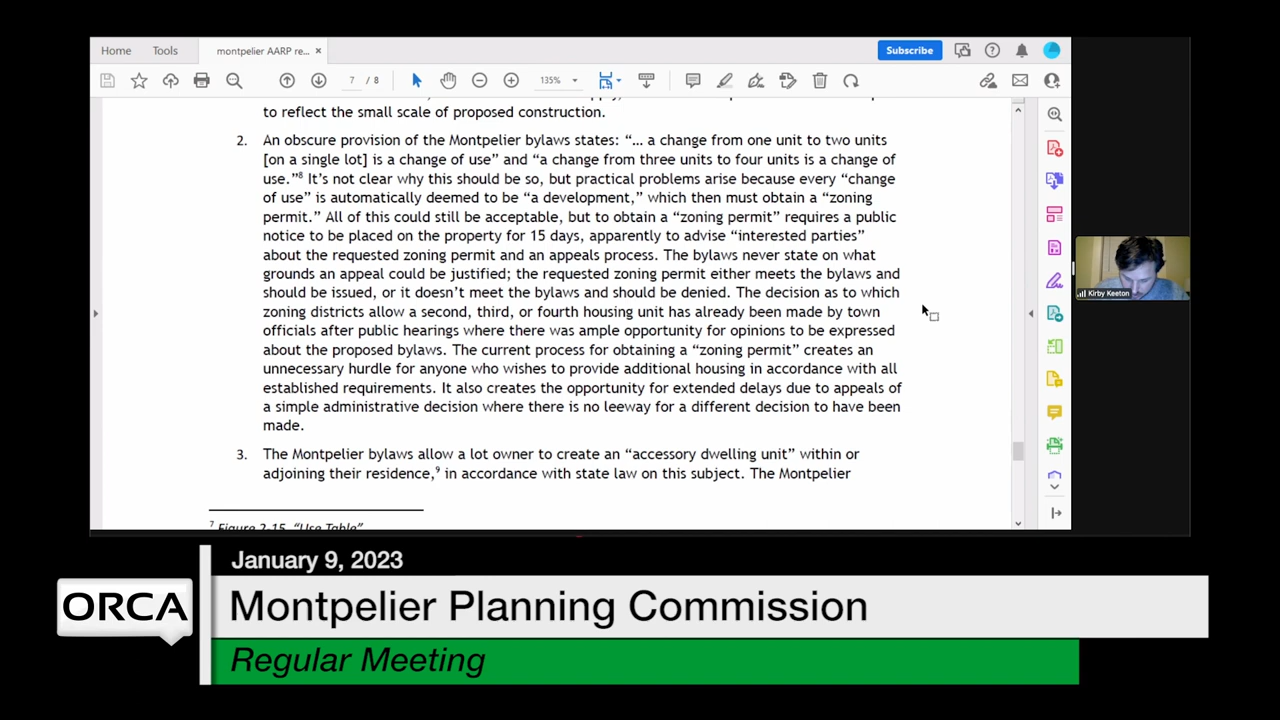 Home
Tools
montpelier AARP re...
×
Subscribe
7 / 8
135%
to reflect the small scale of proposed construction.
2. An obscure provision of the Montpelier bylaws states: “... a change from one unit to two units
[on a single lot] is a change of use” and “a change from three units to four units is a change of
use.”8 It’s not clear why this should be so, but practical problems arise because every “change
of use” is automatically deemed to be “a development,” which then must obtain a “zoning
permit.” All of this could still be acceptable, but to obtain a “zoning permit” requires a public
notice to be placed on the property for 15 days, apparently to advise “interested parties”
about the requested zoning permit and an appeals process. The bylaws never state on what
grounds an appeal could be justified; the requested zoning permit either meets the bylaws and
should be issued, or it doesn’t meet the bylaws and should be denied. The decision as to which
zoning districts allow a second, third, or fourth housing unit has already been made by town
officials after public hearings where there was ample opportunity for opinions to be expressed
about the proposed bylaws. The current process for obtaining a “zoning permit” creates an
unnecessary hurdle for anyone who wishes to provide additional housing in accordance with all
established requirements. It also creates the opportunity for extended delays due to appeals of
a simple administrative decision where there is no leeway for a different decision to have been
made.
3. The Montpelier bylaws allow a lot owner to create an “accessory dwelling unit” within or
adjoining their residence,9 in accordance with state law on this subject. The Montpelier
7 Figure 2-15, “Use Table”
Kirby Keeton
January 9, 2023
ORCA
Montpelier Planning Commission
Regular Meeting